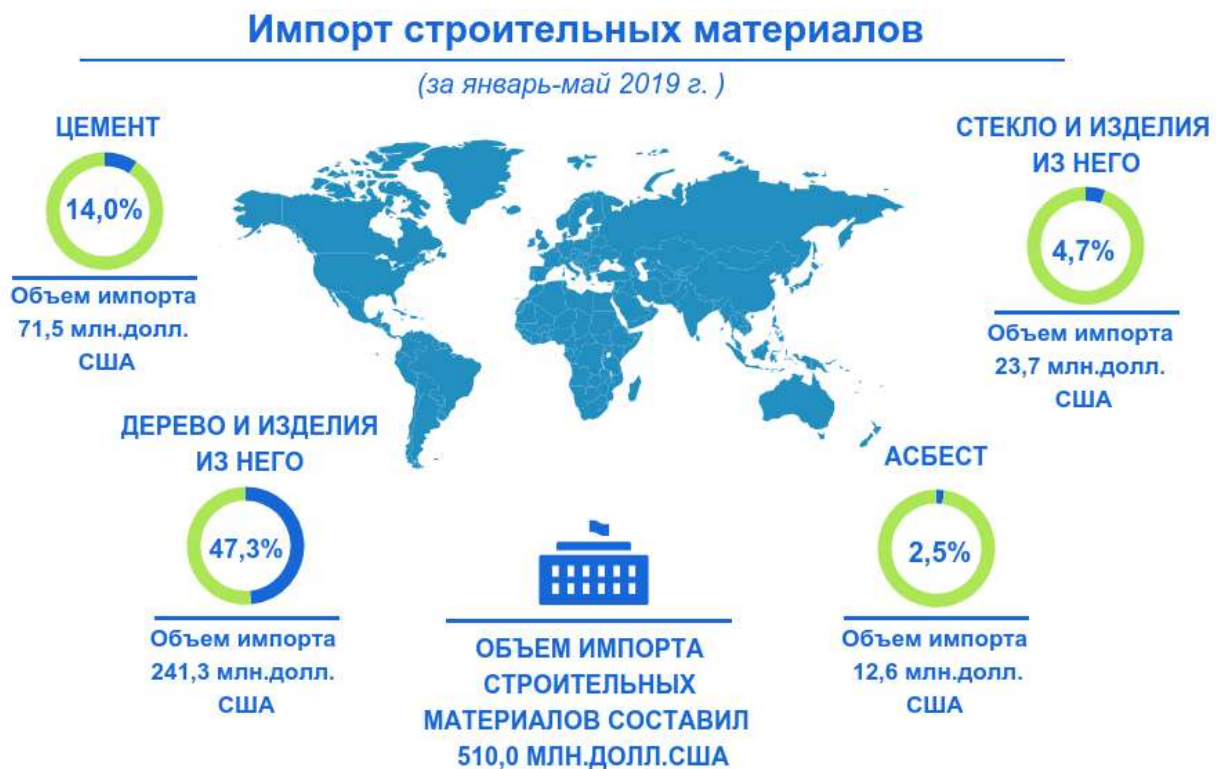 Импорт строительных материалов
(за январь-май 2019 г. )
ЦЕМЕНТ
14,0%
Объем импорта
71,5 млн.долл.
США
СТЕКЛО И ИЗДЕЛИЯ
ИЗ НЕГО
4,7%
Объем импорта
23,7 млн.долл.
США
ДЕРЕВО И ИЗДЕЛИЯ
ИЗ НЕГО
47,3%
Объем импорта
241,3 млн.долл.
США
АСБЕСТ
2,5%
Объем импорта
12,6 млн.долл.
США
ОБЪЕМ ИМПОРТА
СТРОИТЕЛЬНЫХ
МАТЕРИАЛОВ СОСТАВИЛ
510,0 МЛН.ДОЛЛ.США